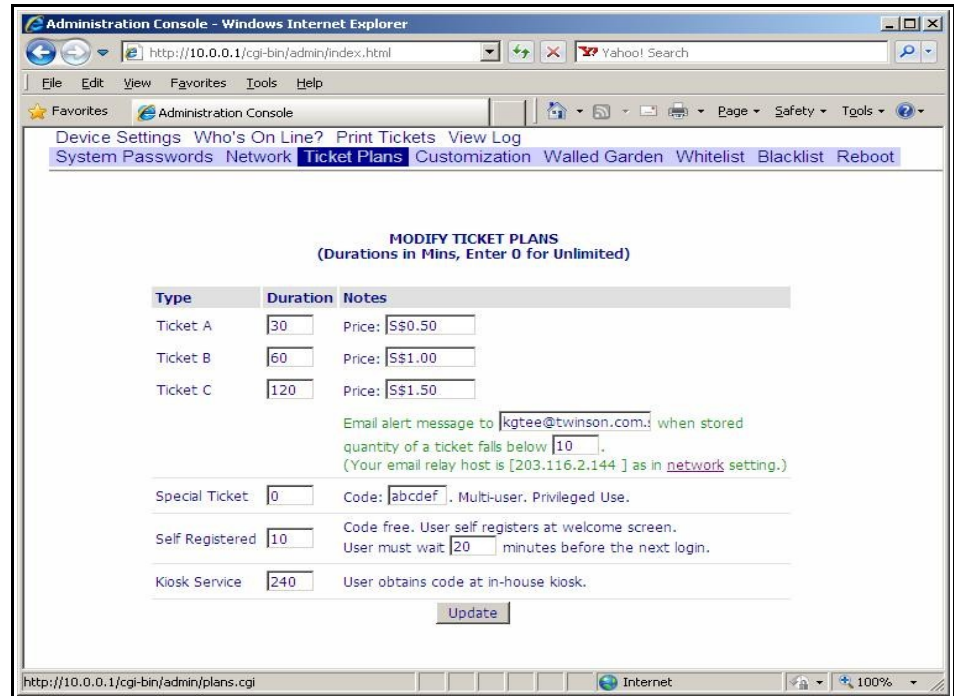 Administration Console - Windows Internet Explorer
http://10.0.0.1/cgi-bin/admin/index.html
Yahoo! Search
File Edit View Favorites Tools Help
Favorites Administration Console Page Safety Tools
Device Settings Who's On Line? Print Tickets View Log
System Passwords Network Ticket Plans Customization Walled Garden Whitelist Blacklist Reboot
MODIFY TICKET PLANS
(Durations in Mins, Enter 0 for Unlimited)
Type Duration Notes
Ticket A 30 Price: S$0.50
Ticket B 60 Price: S$1.00
Ticket C 120 Price: S$1.50
Email alert message to kgtee@twinson.com.s when stored
quantity of a ticket falls below 10 .
(Your email relay host is [203.116.2.144 ] as in network setting.)
Special Ticket 0 Code: abcdef . Multi-user. Privileged Use.
Self Registered 10 Code free. User self registers at welcome screen.
User must wait 20 minutes before the next login.
Kiosk Service 240 User obtains code at in-house kiosk.
Update
http://10.0.0.1/cgi-bin/admin/plans.cgi Internet 100%